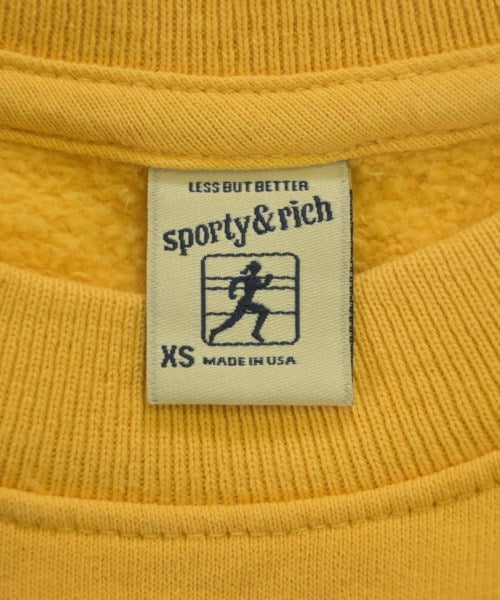 LESS BUT BETTER
sporty & rich
XS MADE IN USA